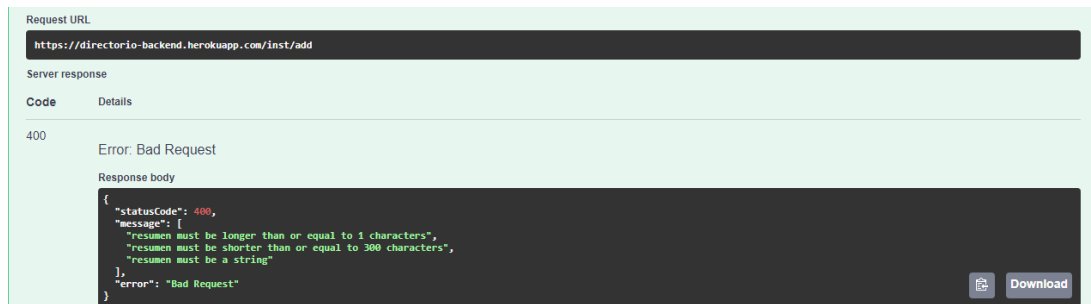 Request URL
https://directorio-backend.herokuapp.com/inst/add
Server response
Code Details
400
Error: Bad Request
Response body
{
"statusCode": 400,
"message": [
"resumen must be longer than or equal to 1 characters",
"resumen must be shorter than or equal to 300 characters",
"resumen must be a string"
],
"error": "Bad Request"
}
Download